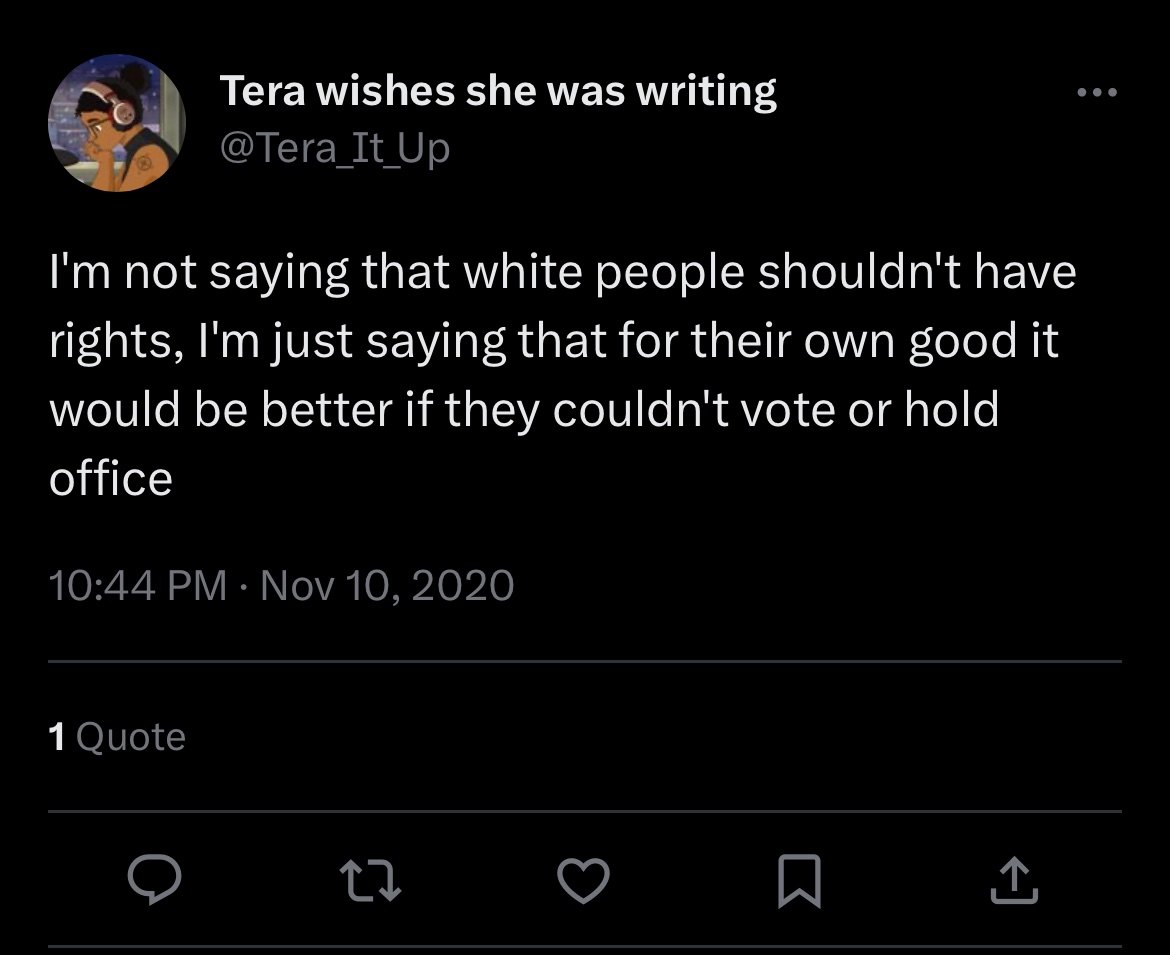 Tera wishes she was writing
@Tera_It_Up
I'm not saying that white people shouldn't have
rights, I'm just saying that for their own good it
would be better if they couldn't vote or hold
office
10:44 PM · Nov 10, 2020
1 Quote